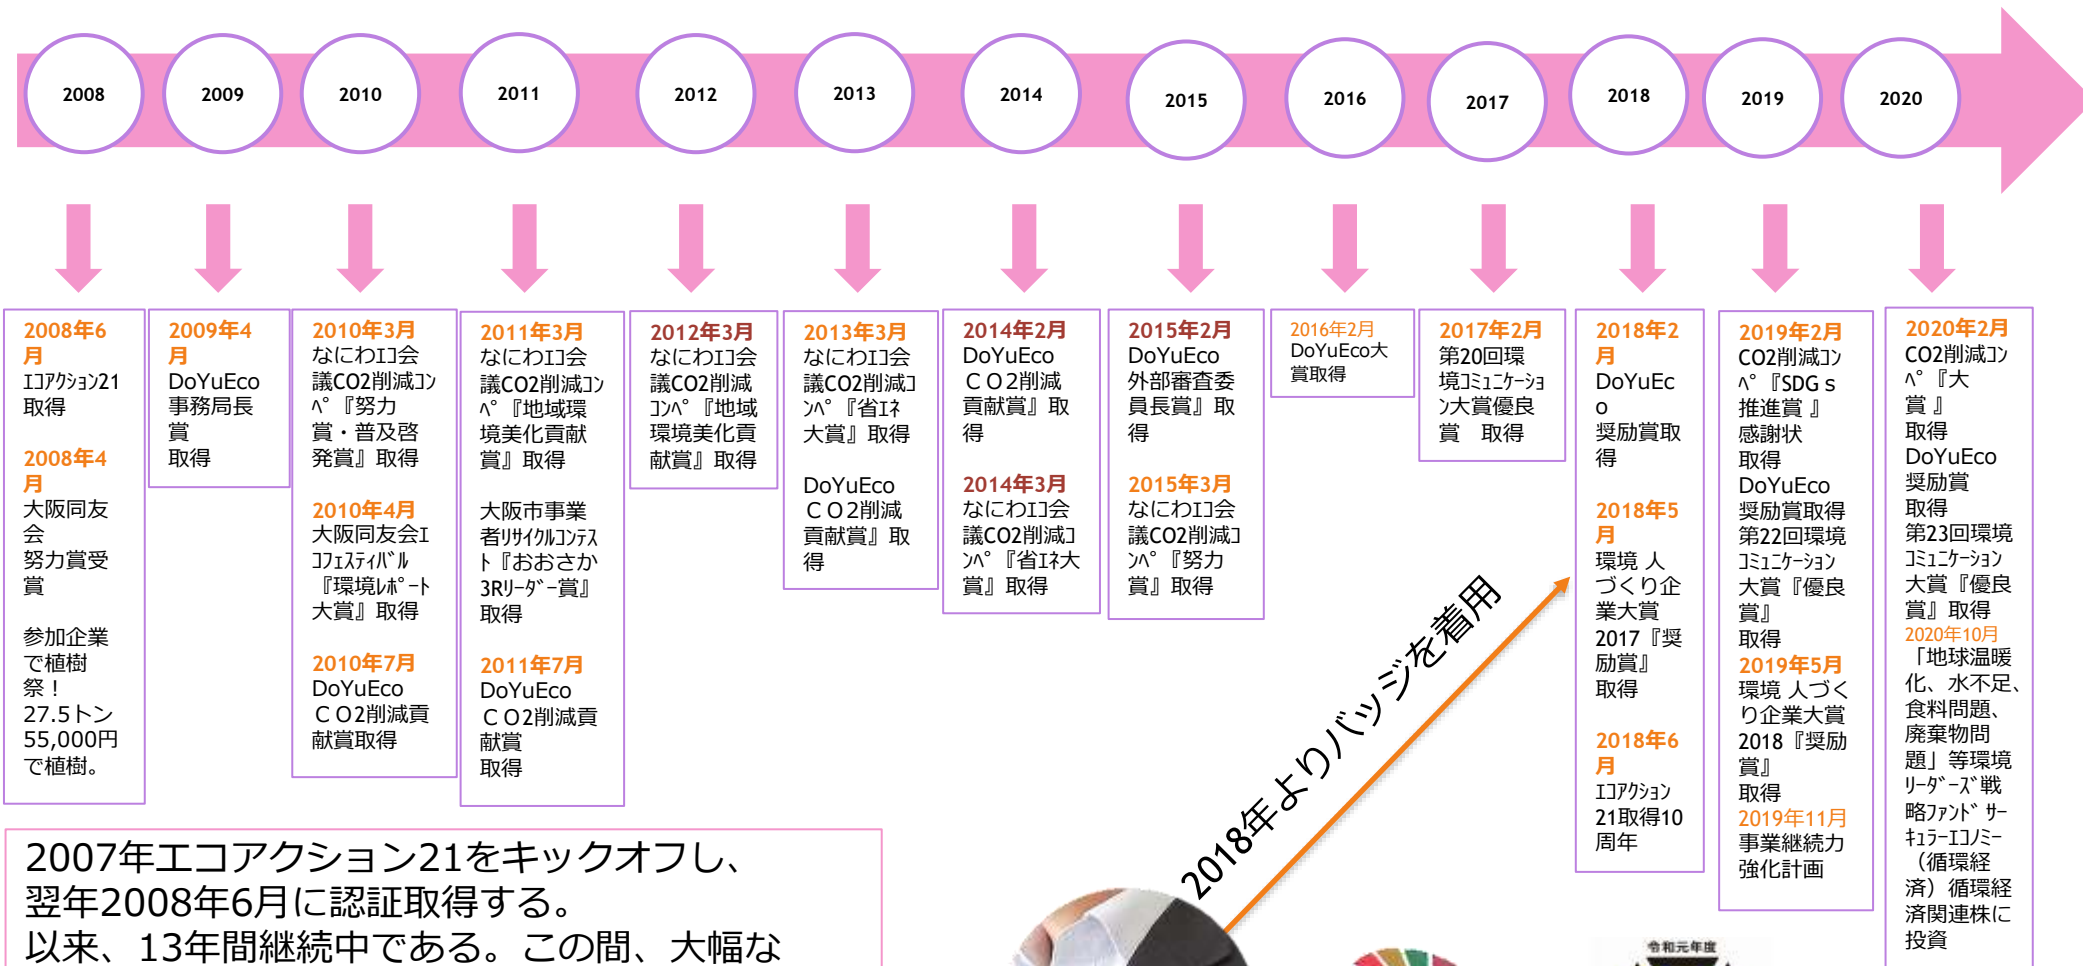 2008
2009
2010
2011
2012
2013
2014
2015
2016
2017
2018
2019
2020
2008年6
月
ｴｺｱｸｼｮﾝ21
取得
2008年4
月
大阪同友
会
努力賞受
賞
参加企業
で植樹
祭！
27.5トン
55,000円
で植樹。
2009年4
月
DoYuEco
事務局長
賞
取得
2010年3月
なにわｴｺ会
議CO2削減ｺﾝ
ﾍﾟ『努力
賞・普及啓
発賞』取得
2010年4月
大阪同友会ｴ
ｺﾌｪｽﾃｨﾊﾞﾙ
『環境ﾚﾎﾟｰﾄ
大賞』取得
2010年7月
DoYuEco
ＣＯ2削減貢
献賞取得
2011年3月
なにわｴｺ会
議CO2削減ｺﾝ
ﾍﾟ『地域環
境美化貢献
賞』取得
大阪市事業
者ﾘｻｲｸﾙｺﾝﾃｽ
ﾄ『おおさか
3Rﾘｰﾀﾞｰ賞』
取得
2011年7月
DoYuEco
ＣＯ2削減貢
献賞
取得
2012年3月
なにわｴｺ会
議CO2削減
ｺﾝﾍﾟ『地域
環境美化貢
献賞』取得
2013年3月
なにわｴｺ会
議CO2削減ｺ
ﾝﾍﾟ『省ｴﾈ
大賞』取得
DoYuEco
ＣＯ2削減
貢献賞』取
得
2014年2月
DoYuEco
ＣＯ2削減
貢献賞』取
得
2014年3月
なにわｴｺ会
議CO2削減ｺ
ﾝﾍﾟ『省ｴﾈ大
賞』取得
2015年2月
DoYuEco
外部審査委
員長賞』取
得
2015年3月
なにわｴｺ会
議CO2削減ｺ
ﾝﾍﾟ『努力
賞』取得
2016年2月
DoYuEco大
賞取得
2017年2月
第20回環
境ｺﾐｭﾆｹｰｼｮ
ﾝ大賞優良
賞　取得
2018年2
月
DoYuEc
o
奨励賞取
得
2018年5
月
環境 人
づくり企
業大賞
2017『奨
励賞』
取得
2018年6
月
ｴｺｱｸｼｮﾝ
21取得10
周年
2019年2月
CO2削減ｺﾝ
ﾍﾟ『SDGｓ
推進賞 』
感謝状
取得
DoYuEco
奨励賞取得
第22回環境
ｺﾐｭﾆｹｰｼｮﾝ
大賞『優良
賞』
取得
2019年5月
環境 人づく
り企業大賞
2018『奨励
賞』
取得
2019年11月
事業継続力
強化計画
2020年2月
CO2削減ｺﾝ
ﾍﾟ『大
賞 』
取得
DoYuEco
奨励賞
取得
第23回環境
ｺﾐｭﾆｹｰｼｮﾝ
大賞『優良
賞』取得
2020年10月
「地球温暖
化、水不足、
食料問題、
廃棄物問
題」等環境
ﾘｰﾀﾞｰｽﾞ戦
略ﾌｧﾝﾄﾞ ｻｰ
ｷｭﾗｰｴｺﾉﾐｰ
（循環経
済）循環経
済関連株に
投資
2018年よりバッジを着用
2007年エコアクション21をキックオフし、
翌年2008年6月に認証取得する。
以来、13年間継続中である。この間、大幅な
令和元年度